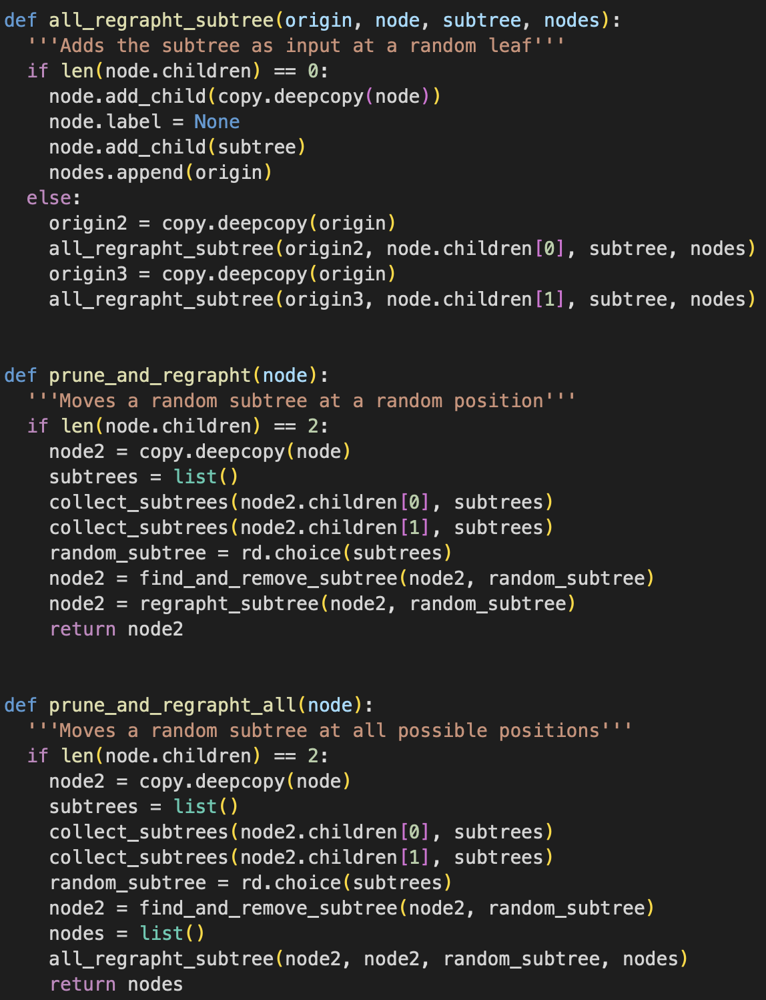 def all_regrapht_subtree(origin, node, subtree, nodes):
  '''Adds the subtree as input at a random leaf'''
  if len(node.children) == 0:
    node.add_child(copy.deepcopy(node))
    node.label = None
    node.add_child(subtree)
    nodes.append(origin)
  else:
    origin2 = copy.deepcopy(origin)
    all_regrapht_subtree(origin2, node.children[0], subtree, nodes)
    origin3 = copy.deepcopy(origin)
    all_regrapht_subtree(origin3, node.children[1], subtree, nodes)
def prune_and_regrapht(node):
  '''Moves a random subtree at a random position'''
  if len(node.children) == 2:
    node2 = copy.deepcopy(node)
    subtrees = list()
    collect_subtrees(node2.children[0], subtrees)
    collect_subtrees(node2.children[1], subtrees)
    random_subtree = rd.choice(subtrees)
    node2 = find_and_remove_subtree(node2, random_subtree)
    node2 = regrapht_subtree(node2, random_subtree)
    return node2
def prune_and_regrapht_all(node):
  '''Moves a random subtree at all possible positions'''
  if len(node.children) == 2:
    node2 = copy.deepcopy(node)
    subtrees = list()
    collect_subtrees(node2.children[0], subtrees)
    collect_subtrees(node2.children[1], subtrees)
    random_subtree = rd.choice(subtrees)
    node2 = find_and_remove_subtree(node2, random_subtree)
    nodes = list()
    all_regrapht_subtree(node2, node2, random_subtree, nodes)
    return nodes